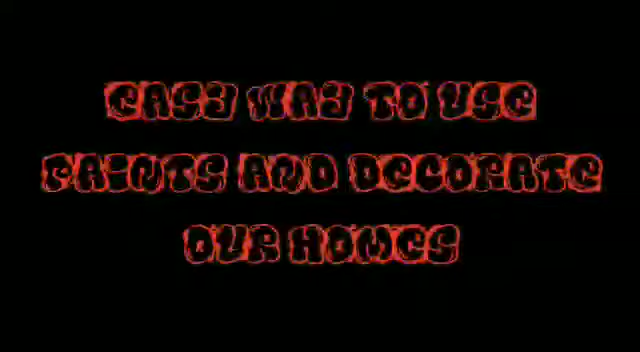 EASY WAY TO USE
PAINTS AND DECORATE
OUR HOMES